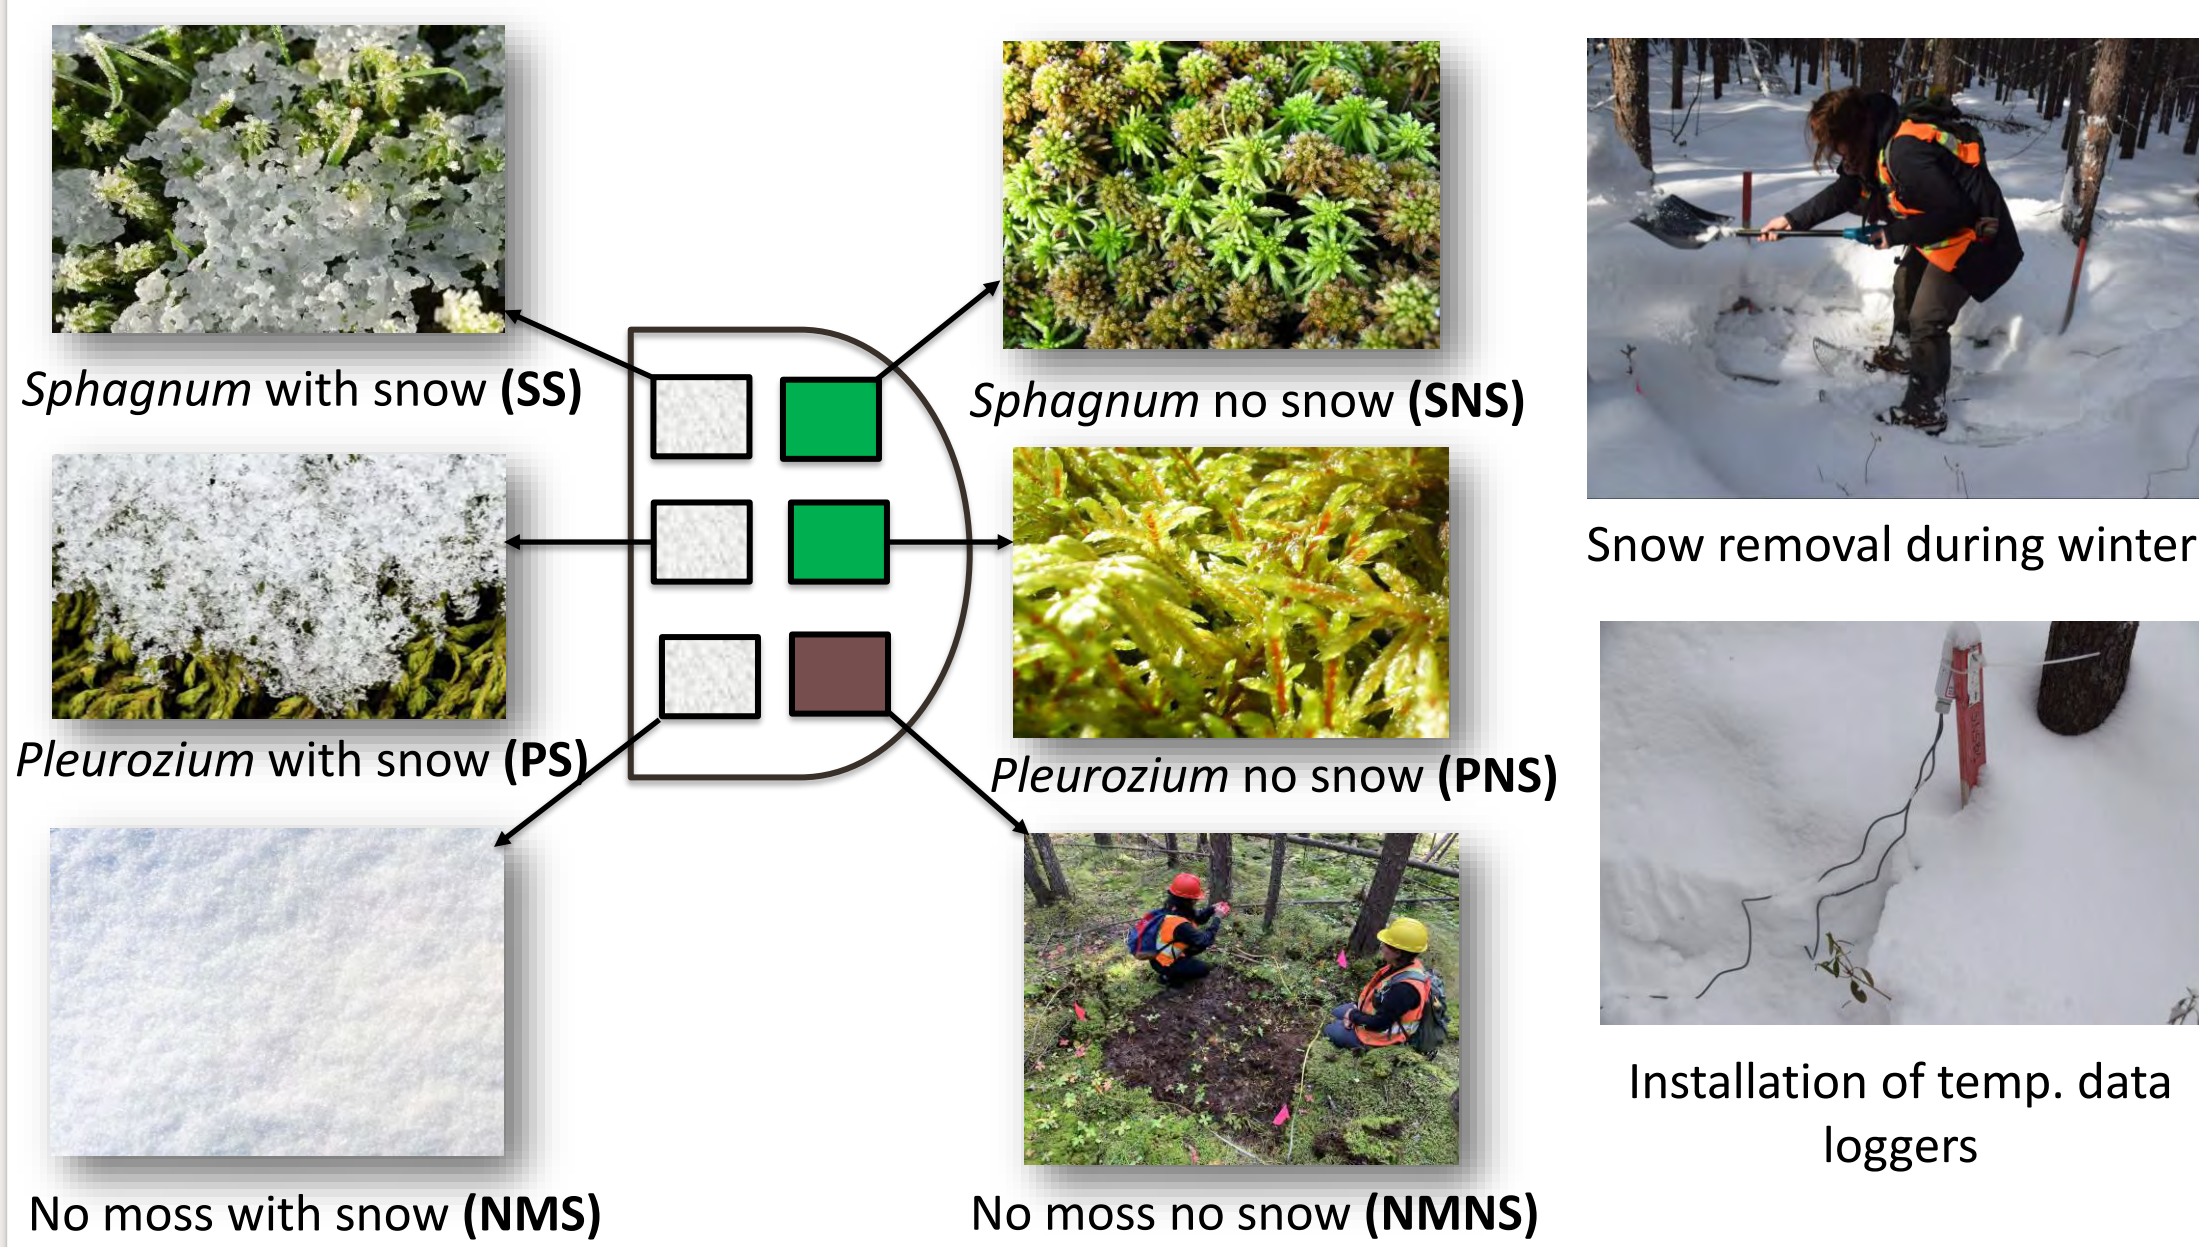 Sphagnum with snow (SS)
Sphagnum no snow (SNS)
Pleurozium with snow (PS)
Pleurozium no snow (PNS)
No moss with snow (NMS)
No moss no snow (NMNS)
Snow removal during winter
Installation of temp. data
loggers